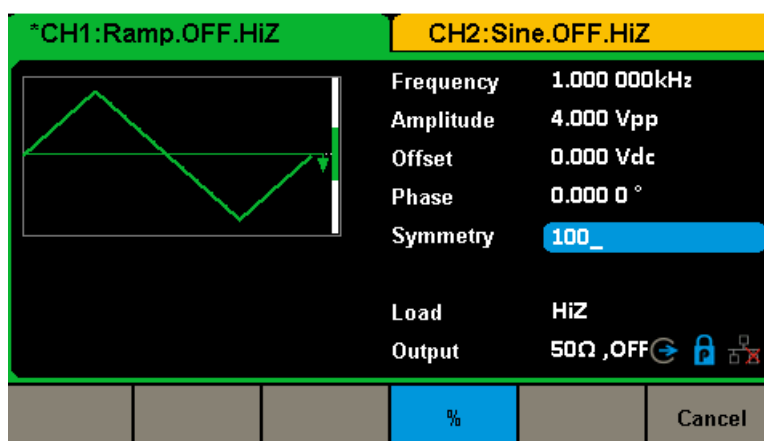 *CH1:Ramp.OFF.HiZ
CH2:Sine.OFF.HiZ
Frequency 1.000 000kHz
Amplitude 4.000 Vpp
Offset 0.000 Vdc
Phase 0.000 0 °
Symmetry 100_
Load HiZ
Output 50Ω ,OFF P
% Cancel